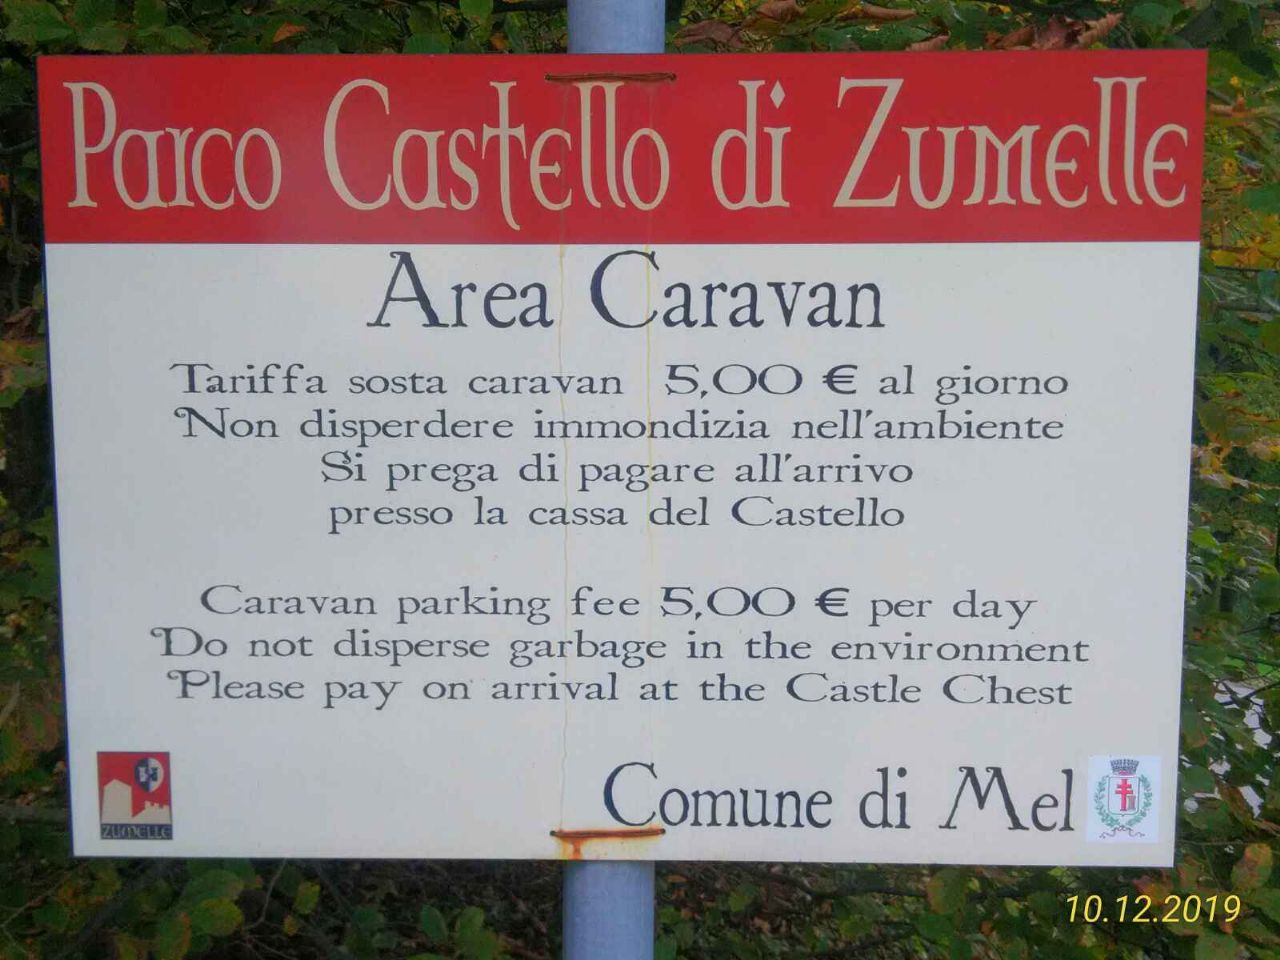 Parco Castello di Zumelle
Area Caravan
Tariffa sosta caravan 5,00 € al giorno
Non disperdere immondizia nell'ambiente
Si prega di pagare all'arrivo
presso la cassa del Castello
Caravan parking fee 5,00 € per day
Do not disperse garbage in the environment
Please pay on arrival at the Castle Chest
ZUMELLE
Comune di Mel
10.12.2019